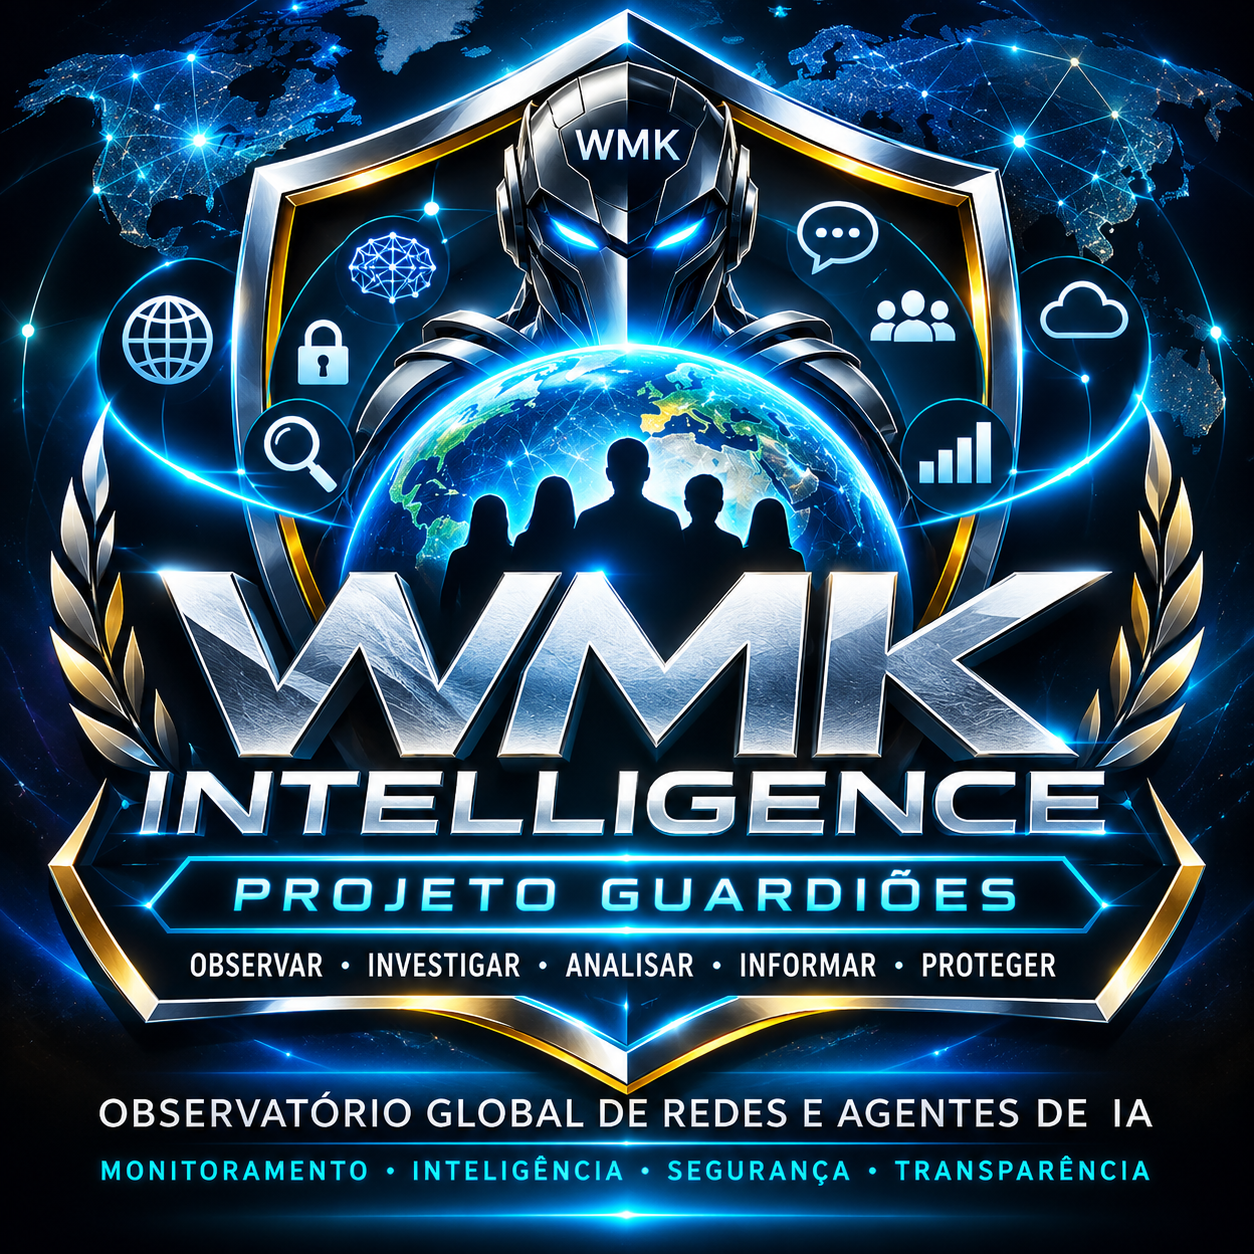 WMK
WMK
INTELLIGENCE
PROJETO GUARDIÕES
OBSERVAR • INVESTIGAR • ANALISAR • INFORMAR • PROTEGER
OBSERVATÓRIO GLOBAL DE REDES E AGENTES DE IA
MONITORAMENTO • INTELIGÊNCIA • SEGURANÇA • TRANSPARÊNCIA